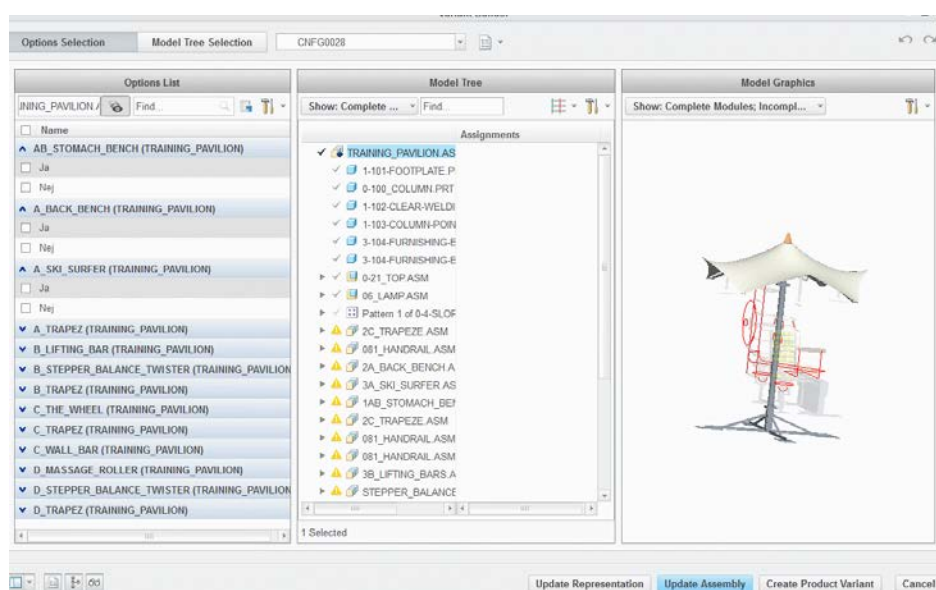 Variant Builder
Options Selection
Model Tree Selection
CNFG0028
Options List
Model Tree
Model Graphics
INING_PAVILION /
Find...
Show: Complete ...
Find...
Show: Complete Modules; Incompl...
Name
AB_STOMACH_BENCH (TRAINING_PAVILION)
Ja
Nej
A_BACK_BENCH (TRAINING_PAVILION)
Ja
Nej
A_SKI_SURFER (TRAINING_PAVILION)
Ja
Nej
A_TRAPEZ (TRAINING_PAVILION)
B_LIFTING_BAR (TRAINING_PAVILION)
B_STEPPER_BALANCE_TWISTER (TRAINING_PAVILION
B_TRAPEZ (TRAINING_PAVILION)
C_THE_WHEEL (TRAINING_PAVILION)
C_TRAPEZ (TRAINING_PAVILION)
C_WALL_BAR (TRAINING_PAVILION)
D_MASSAGE_ROLLER (TRAINING_PAVILION)
D_STEPPER_BALANCE_TWISTER (TRAINING_PAVILION
D_TRAPEZ (TRAINING_PAVILION)
Assignments
TRAINING_PAVILION.AS
1-101-FOOTPLATE.P
0-100_COLUMN.PRT
1-102-CLEAR-WELDI
1-103-COLUMN-POIN
3-104-FURNISHING-E
3-104-FURNISHING-E
0-21_TOP.ASM
06_LAMP.ASM
Pattern 1 of 0-4-SLOF
2C_TRAPEZE.ASM
081_HANDRAIL.ASM
2A_BACK_BENCH.A
3A_SKI_SURFER.AS
1AB_STOMACH_BEN
2C_TRAPEZE.ASM
081_HANDRAIL.ASM
081_HANDRAIL.ASM
3B_LIFTING_BARS.A
STEPPER_BALANCE
1 Selected
Update Representation
Update Assembly
Create Product Variant
Cancel